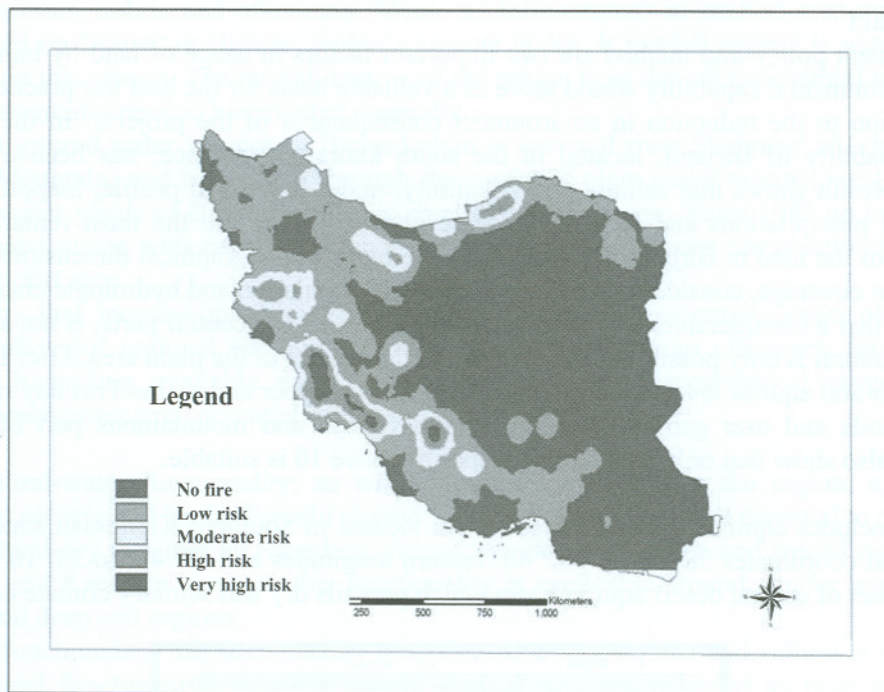 Legend
No fire
Low risk
Moderate risk
High risk
Very high risk
Kilometers
250 500 750 1,000